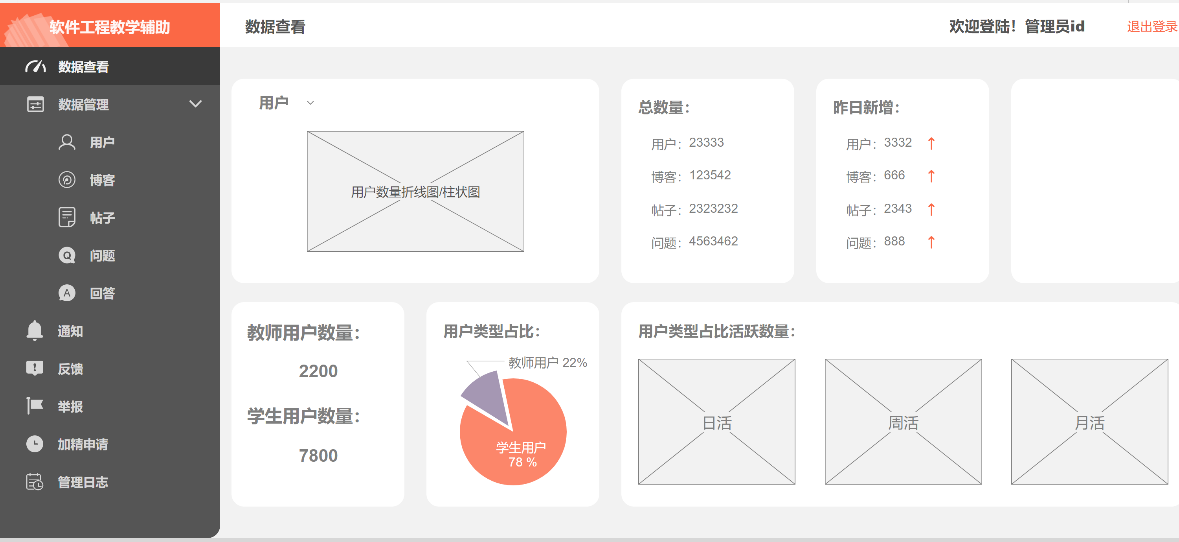 软件工程教学辅助
数据查看
欢迎登陆！管理员id
退出登录
数据查看
数据管理
用户
博客
帖子
问题
回答
通知
反馈
举报
加精申请
管理日志
用户
用户数量折线图/柱状图
总数量：
用户：23333
博客：123542
帖子：2323232
问题：4563462
昨日新增：
用户：3332 ↑
博客：666 ↑
帖子：2343 ↑
问题：888 ↑
教师用户数量：
2200
学生用户数量：
7800
用户类型占比：
教师用户 22%
学生用户
78 %
用户类型占比活跃数量：
日活
周活
月活